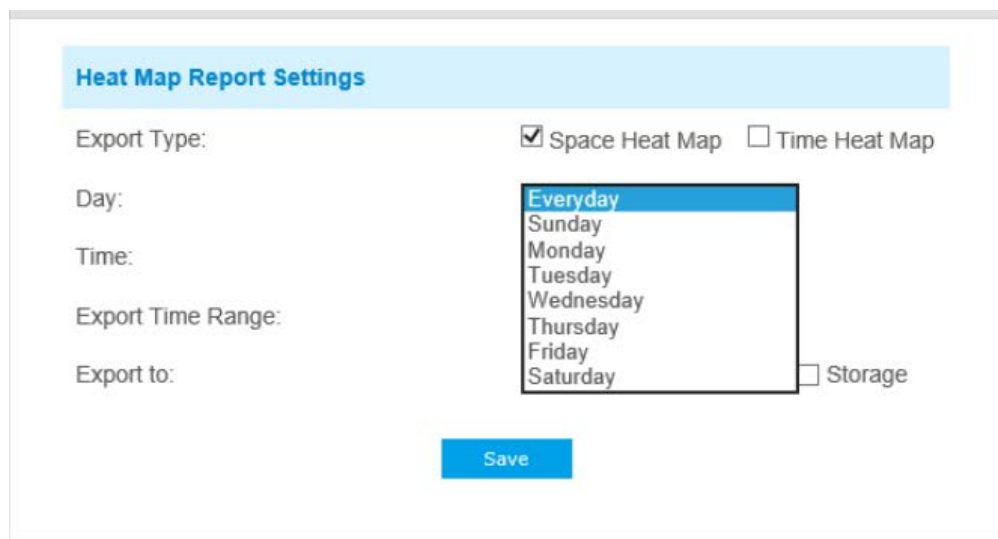 Heat Map Report Settings
Export Type: Space Heat Map Time Heat Map
Day: Everyday
Sunday
Time: Monday
Tuesday
Wednesday
Export Time Range: Thursday
Friday
Export to: Saturday Storage
Save